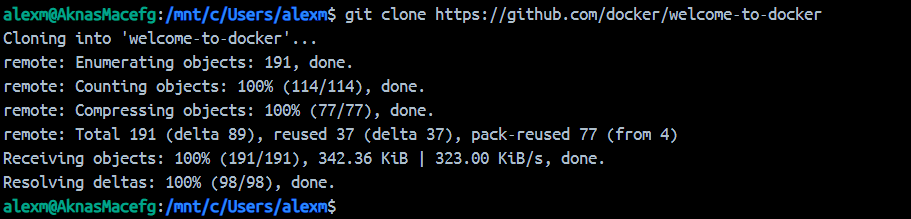 alexm@AknasMacefg:/mnt/c/Users/alexm$ git clone https://github.com/docker/welcome-to-docker
Cloning into 'welcome-to-docker'...
remote: Enumerating objects: 191, done.
remote: Counting objects: 100% (114/114), done.
remote: Compressing objects: 100% (77/77), done.
remote: Total 191 (delta 89), reused 37 (delta 37), pack-reused 77 (from 4)
Receiving objects: 100% (191/191), 342.36 KiB | 323.00 KiB/s, done.
Resolving deltas: 100% (98/98), done.
alexm@AknasMacefg:/mnt/c/Users/alexm$